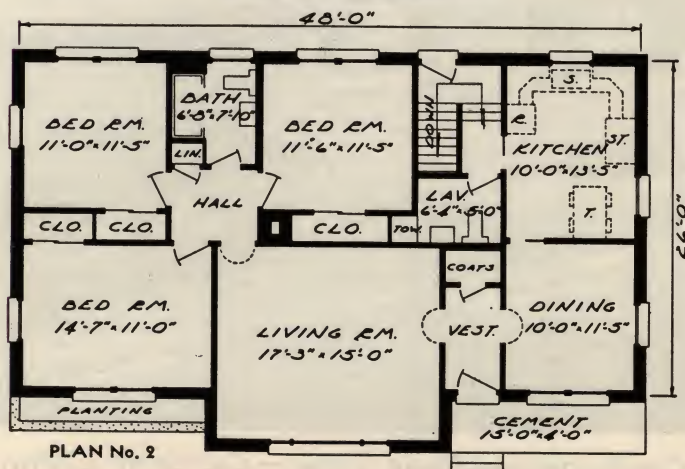 48'-0"
BED RM.
11'-0"x11'-5"
BATH
6'-8"x7'-10"
LIN.
BED RM.
11'-6"x11'-5"
DOWN
R.
S.
ST.
KITCHEN
10'-0"x13'-5"
T.
26'-0"
HALL
LAV.
6'-4"x5'-0"
CLO.
CLO.
CLO.
TOW.
COATS
BED RM.
14'-7"x11'-0"
LIVING RM.
17'-3"x15'-0"
VEST.
DINING
10'-0"x11'-5"
PLANTING
CEMENT
15'-0"x4'-0"
PLAN No. 2